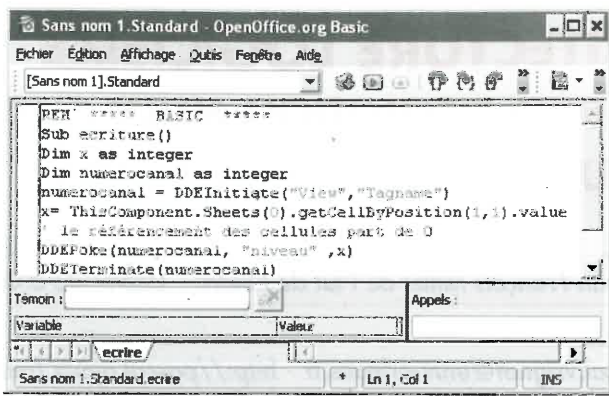 Sans nom 1.Standard - OpenOffice.org Basic
Fichier Édition Affichage Outils Fenêtre Aide
[Sans nom 1].Standard
REM ***** BASIC *****
Sub ecriture()
Dim x as integer
Dim numerocanal as integer
numerocanal = DDEInitiate("View","Tagname")
x= ThisComponent.Sheets(0).getCellByPosition(1,1).value
' le référencement des cellules part de 0
DDEPoke(numerocanal, "niveau" ,x)
DDETerminate(numerocanal)
Témoin : Appels :
Variable Valeur
ecrire
Sans nom 1.Standard.ecrire * Ln 1, Col 1 INS